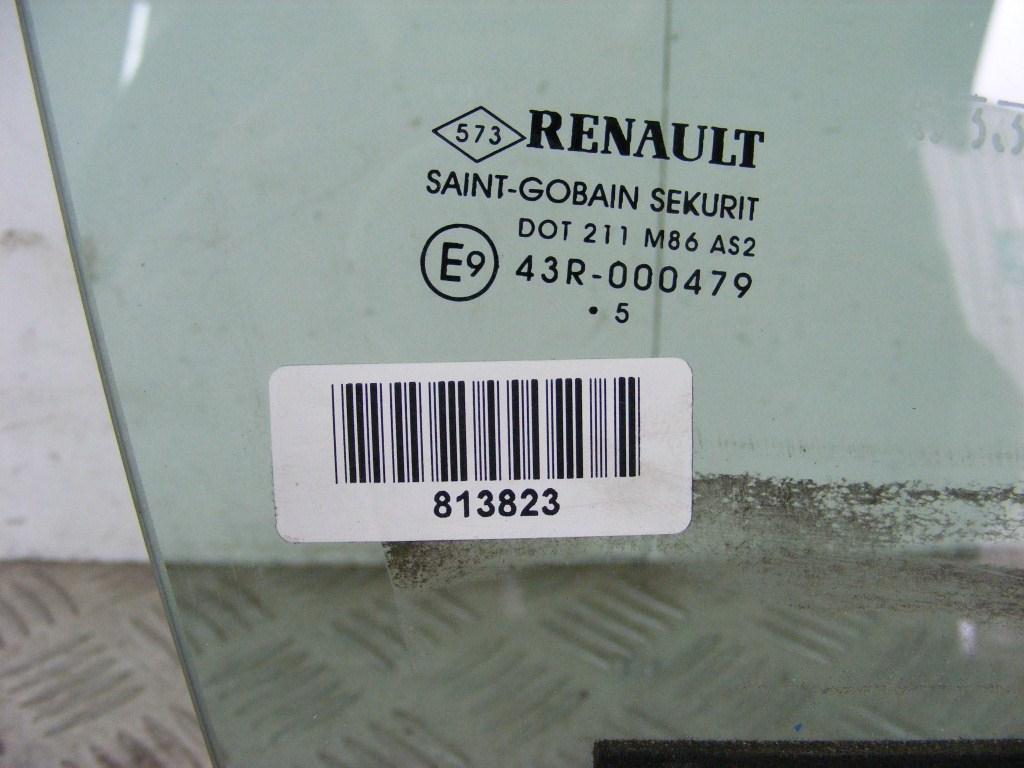 573 RENAULT
SAINT-GOBAIN SEKURIT
DOT 211 M86 AS2
E9 43R-000479
• 5
813823